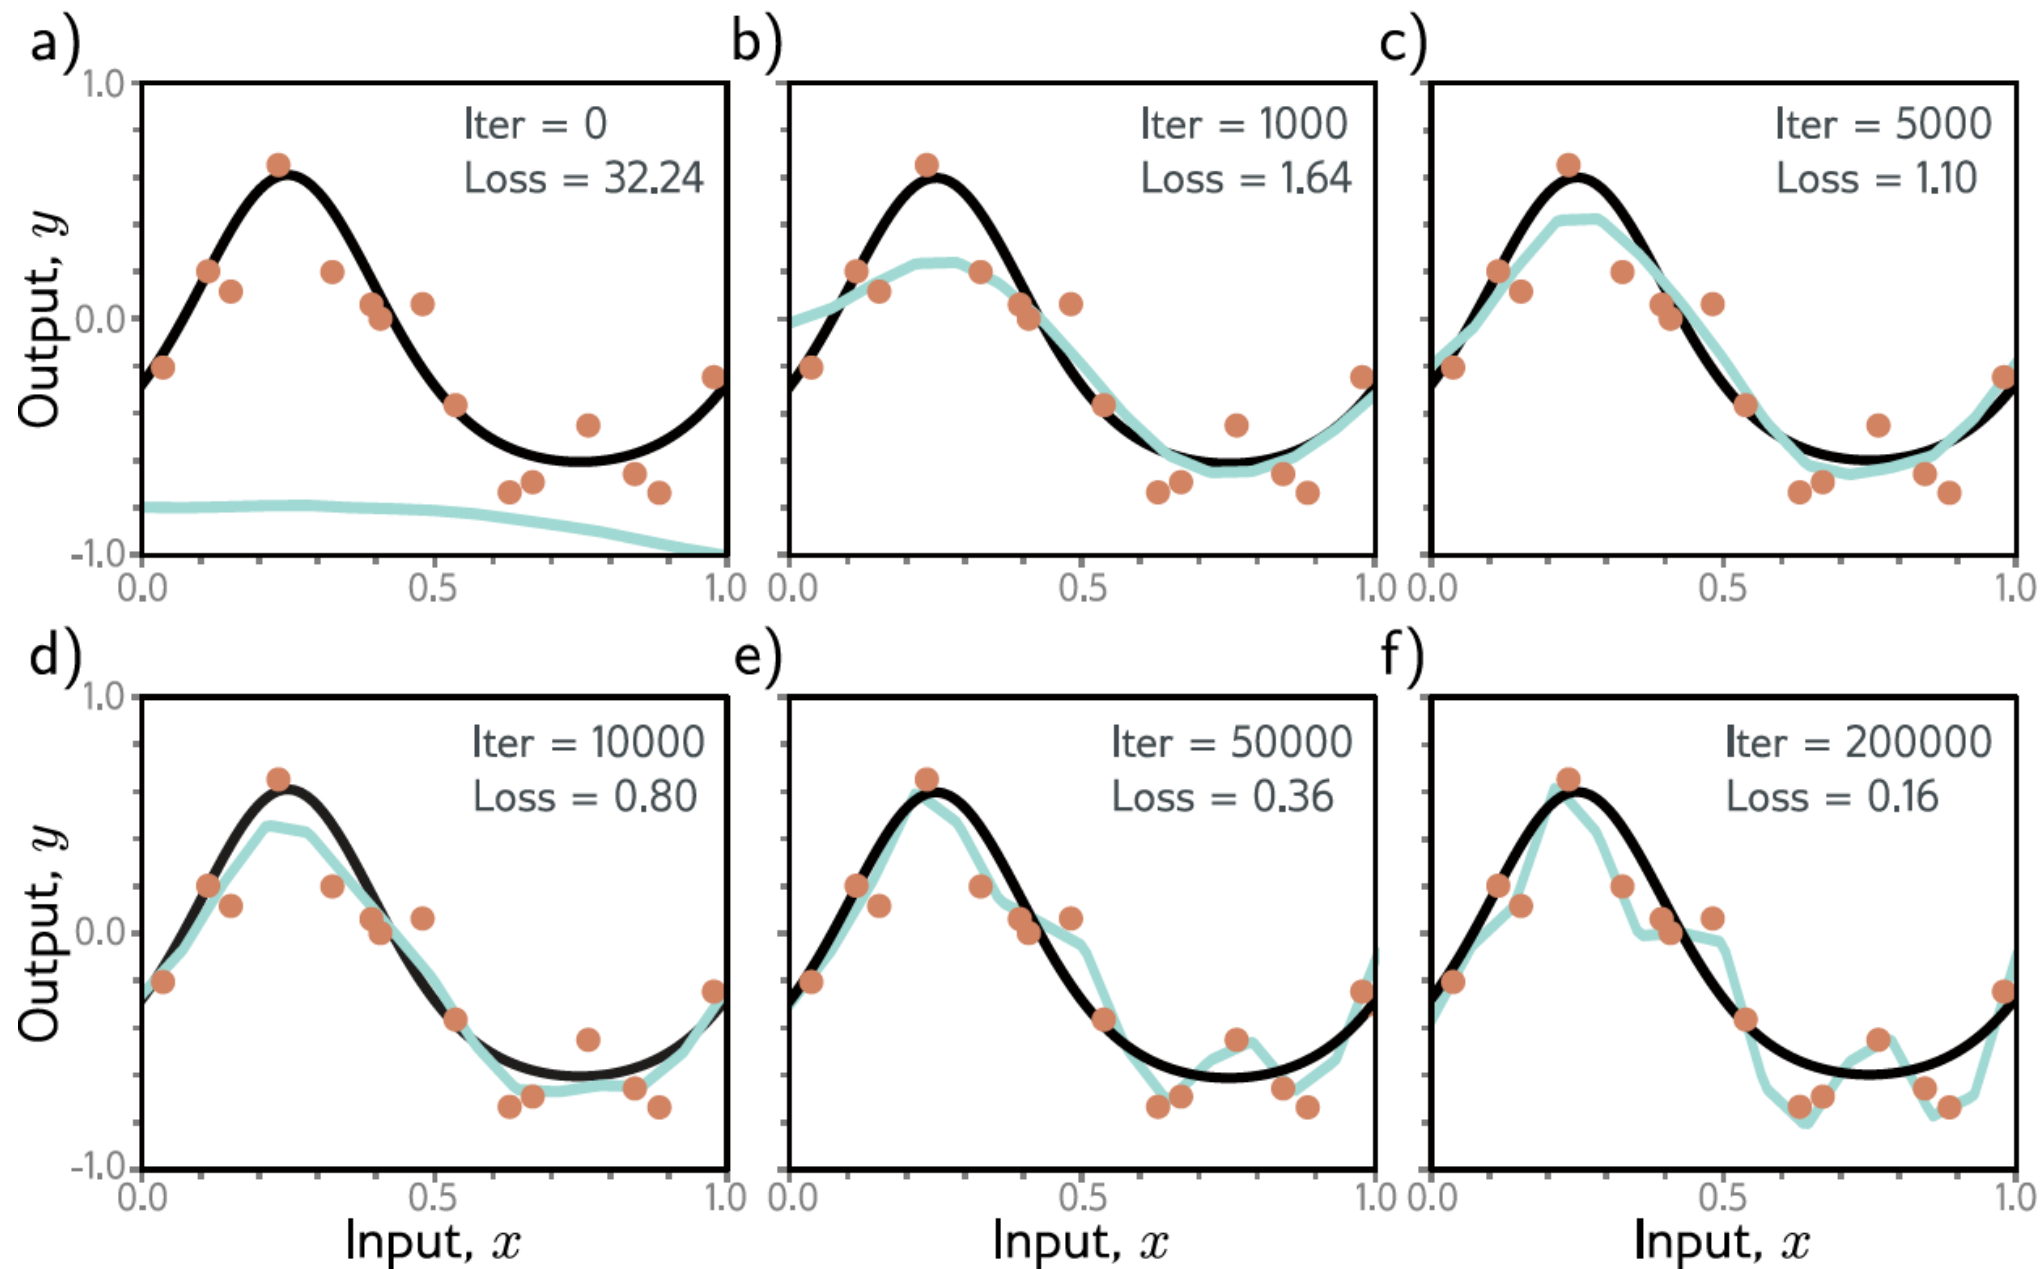 a)
Iter = 0
Loss = 32.24
Output, y
1.0
0.0
-1.0
0.0
0.5
1.0
b)
Iter = 1000
Loss = 1.64
0.0
0.5
1.0
c)
Iter = 5000
Loss = 1.10
0.0
0.5
1.0
d)
Iter = 10000
Loss = 0.80
Output, y
1.0
0.0
-1.0
0.0
0.5
1.0
Input, x
e)
Iter = 50000
Loss = 0.36
0.0
0.5
1.0
Input, x
f)
Iter = 200000
Loss = 0.16
0.0
0.5
1.0
Input, x